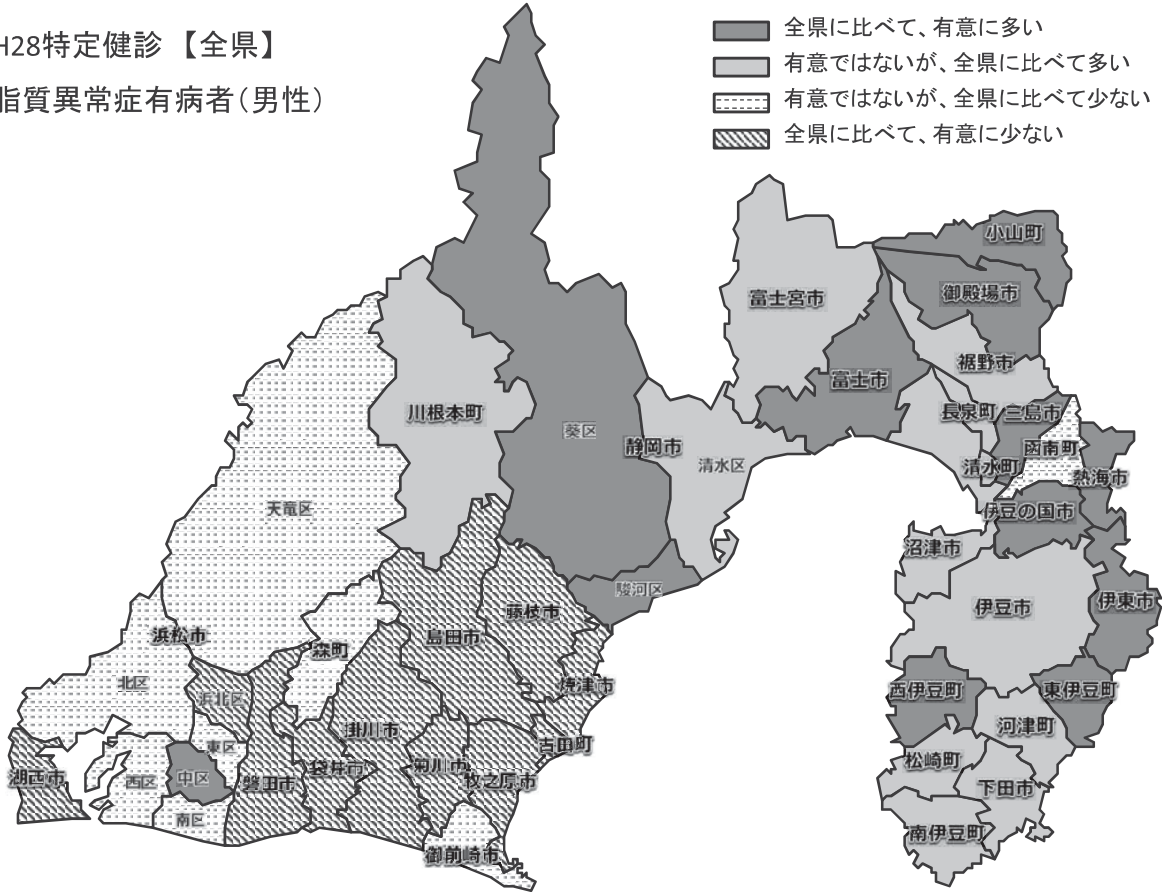 H28特定健診 【全県】
脂質異常症有病者（男性）
全県に比べて、有意に多い
有意ではないが、全県に比べて多い
有意ではないが、全県に比べて少ない
全県に比べて、有意に少ない
小山町
御殿場市
富士宮市
裾野市
富士市
川根本町
長泉町
三島市
葵区
静岡市
函南町
清水区
清水町
熱海市
天竜区
伊豆の国市
沼津市
駿河区
伊豆市
伊東市
藤枝市
浜松市
島田市
森町
北区
焼津市
西伊豆町
東伊豆町
浜北区
掛川市
河津町
東区
吉田町
松崎町
湖西市
西区
中区
磐田市
袋井市
菊川市
牧之原市
下田市
南区
南伊豆町
御前崎市